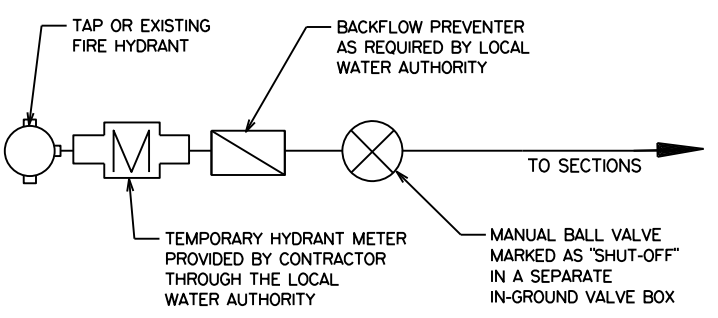 TAP OR EXISTING
FIRE HYDRANT
BACKFLOW PREVENTER
AS REQUIRED BY LOCAL
WATER AUTHORITY
M
TO SECTIONS
TEMPORARY HYDRANT METER
PROVIDED BY CONTRACTOR
THROUGH THE LOCAL
WATER AUTHORITY
MANUAL BALL VALVE
MARKED AS "SHUT-OFF"
IN A SEPARATE
IN-GROUND VALVE BOX